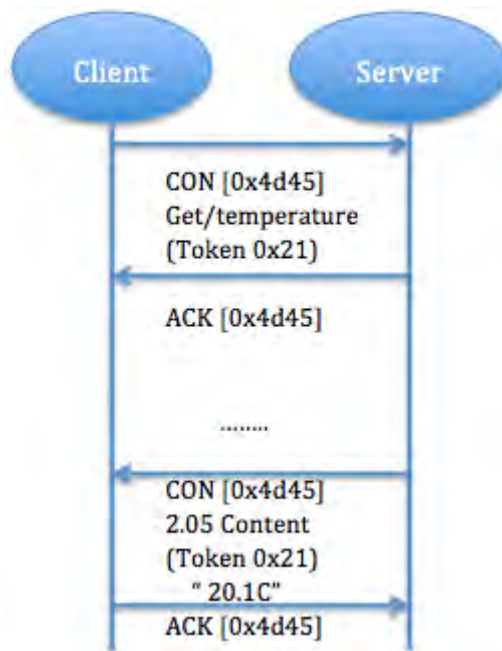 Client
Server
CON [0x4d45]
Get/temperature
(Token 0x21)
ACK [0x4d45]
........
CON [0x4d45]
2.05 Content
(Token 0x21)
“ 20.1C”
ACK [0x4d45]